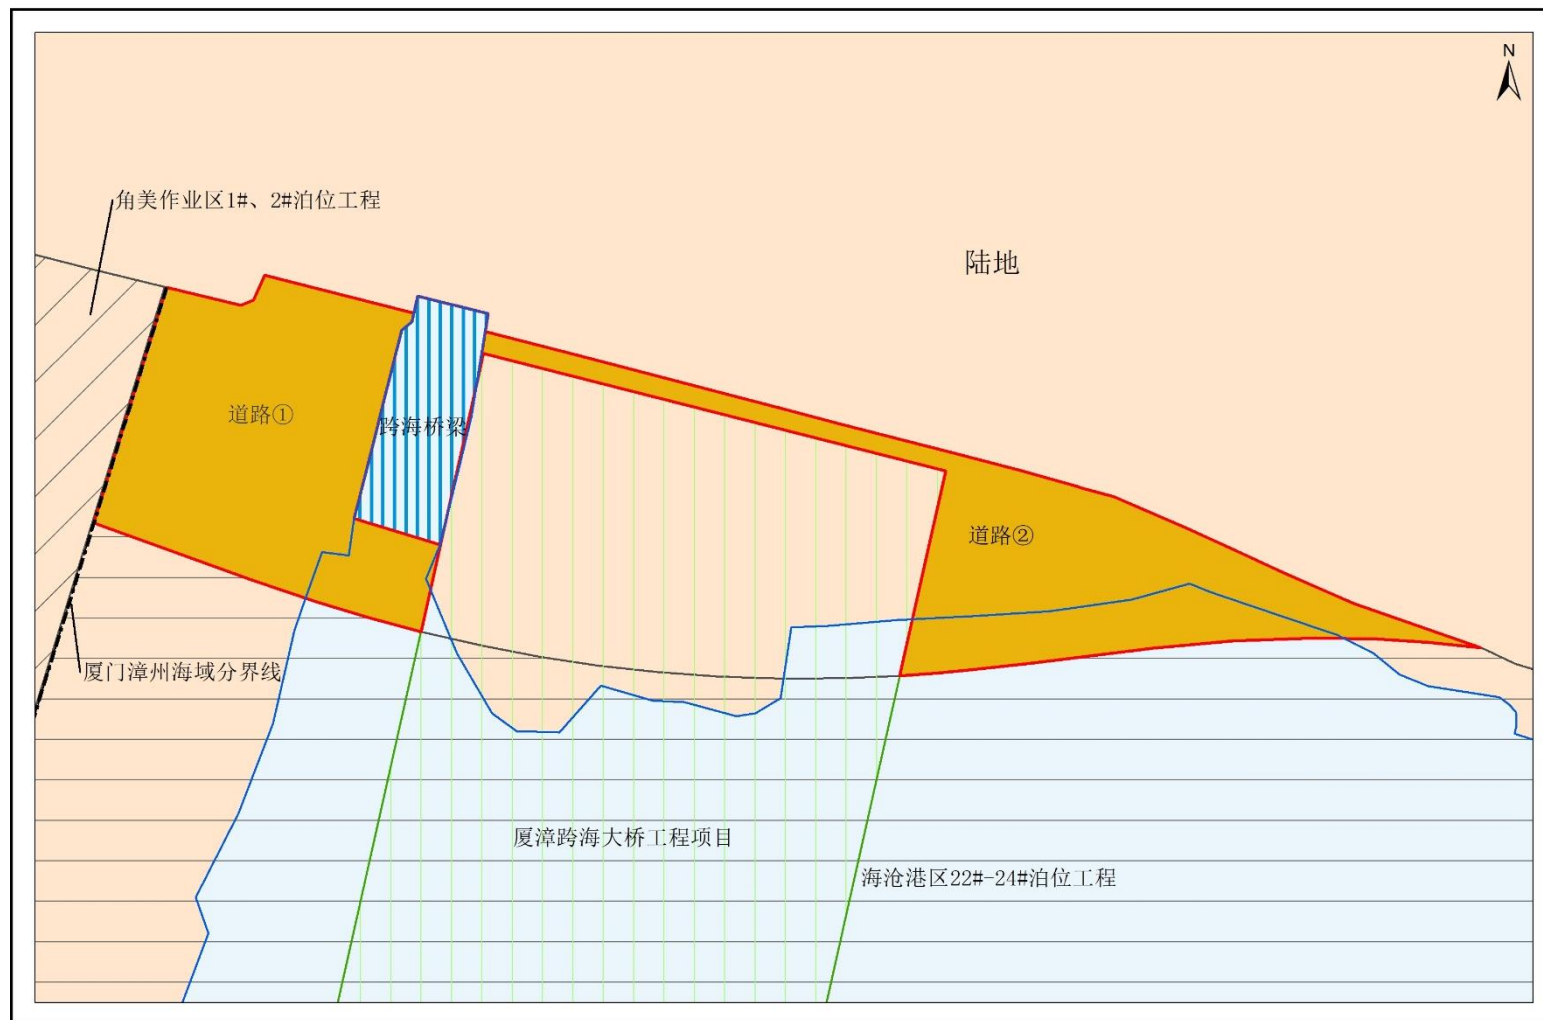 N
角美作业区1#、2#泊位工程
陆地
道路①
跨海桥梁
道路②
厦门漳州海域分界线
厦漳跨海大桥工程项目
海沧港区22#-24#泊位工程